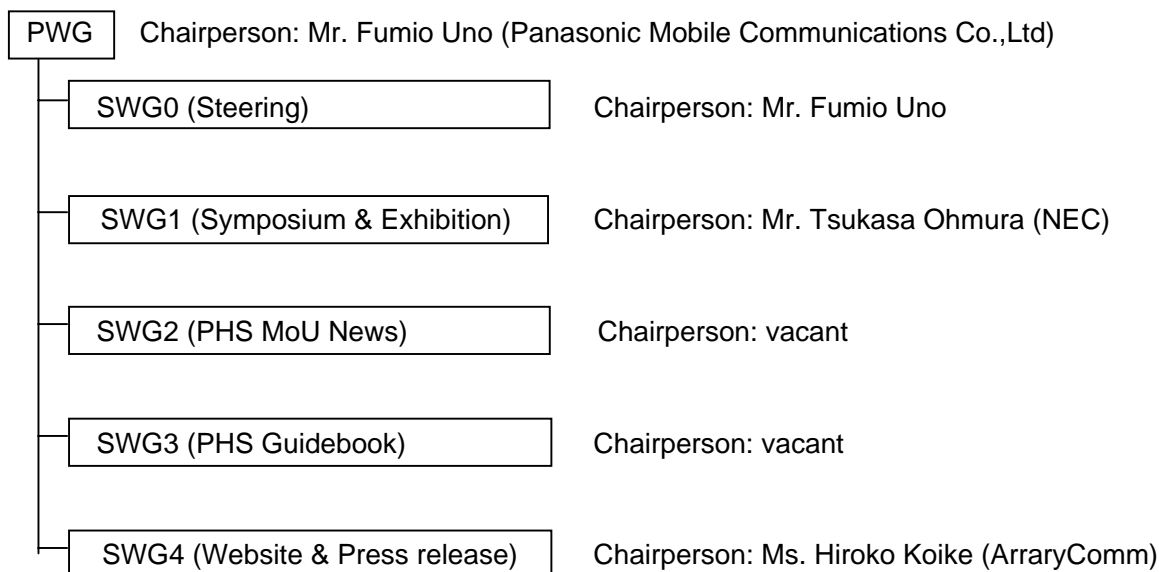 PWG Chairperson: Mr. Fumio Uno (Panasonic Mobile Communications Co.,Ltd)
SWG0 (Steering) Chairperson: Mr. Fumio Uno
SWG1 (Symposium & Exhibition) Chairperson: Mr. Tsukasa Ohmura (NEC)
SWG2 (PHS MoU News) Chairperson: vacant
SWG3 (PHS Guidebook) Chairperson: vacant
SWG4 (Website & Press release) Chairperson: Ms. Hiroko Koike (ArraryComm)